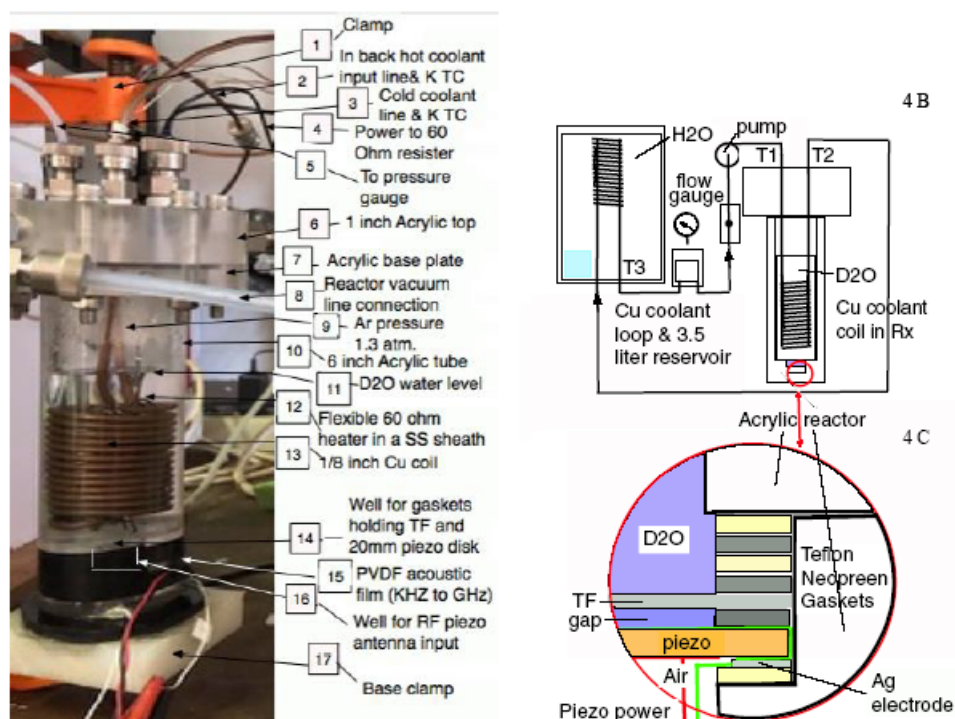 1
Clamp
2
In back hot coolant
input line& K TC
3
Cold coolant
line & K TC
4
Power to 60
Ohm resister
5
To pressure
gauge
6
1 inch Acrylic top
7
Acrylic base plate
8
Reactor vacuum
line connection
9
Ar pressure
1.3 atm.
10
6 inch Acrylic tube
11
D2O water level
12
Flexible 60 ohm
heater in a SS sheath
13
1/8 inch Cu coil
14
Well for gaskets
holding TF and
20mm piezo disk
15
PVDF acoustic
film (KHZ to GHz)
16
Well for RF piezo
antenna input
17
Base clamp
4 B
H2O
pump
T1
T2
flow
gauge
T3
D2O
Cu coolant
loop & 3.5
liter reservoir
Cu coolant
coil in Rx
Acrylic reactor
4 C
D2O
Teflon
Neopreen
Gaskets
TF
gap
piezo
Air
Ag
electrode
Piezo power